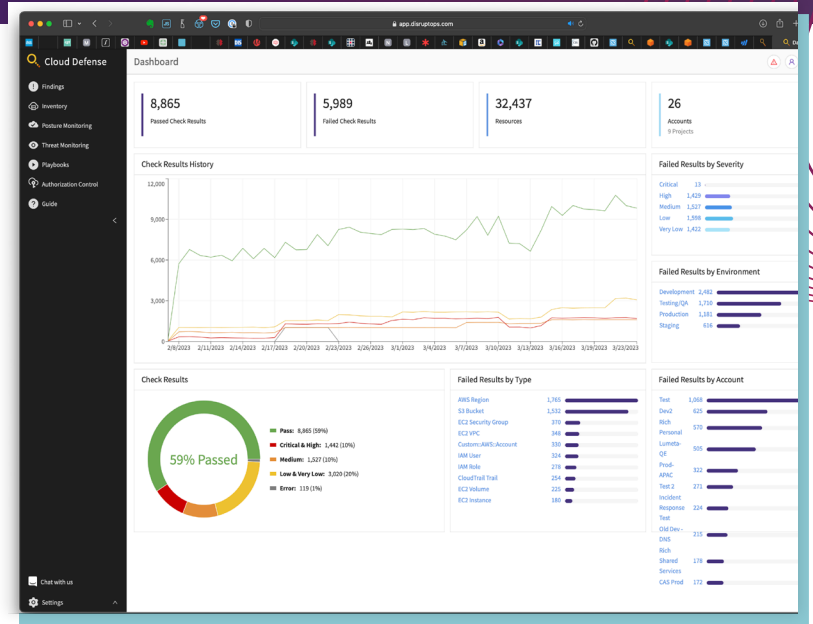 app.disruptops.com
Cloud Defense
Findings
Inventory
Posture Monitoring
Threat Monitoring
Playbooks
Authorization Control
Guide
Chat with us
Settings
Dashboard
8,865
Passed Check Results
5,989
Failed Check Results
32,437
Resources
26
Accounts
9 Projects
Check Results History
12,000
9,000
6,000
3,000
0
2/8/2023 2/11/2023 2/14/2023 2/17/2023 2/20/2023 2/23/2023 2/26/2023 3/1/2023 3/4/2023 3/7/2023 3/10/2023 3/13/2023 3/16/2023 3/19/2023 3/23/2023
Failed Results by Severity
Critical 13
High 1,429
Medium 1,527
Low 1,598
Very Low 1,422
Failed Results by Environment
Development 2,482
Testing/QA 1,710
Production 1,181
Staging 616
Check Results
59% Passed
Pass: 8,865 (59%)
Critical & High: 1,442 (10%)
Medium: 1,527 (10%)
Low & Very Low: 3,020 (20%)
Error: 119 (1%)
Failed Results by Type
AWS Region 1,765
S3 Bucket 1,532
EC2 Security Group 370
EC2 VPC 348
Custom::AWS::Account 330
IAM User 324
IAM Role 278
CloudTrail Trail 254
EC2 Volume 225
EC2 Instance 180
Failed Results by Account
Test 1,068
Dev2 625
Rich
Personal 570
Lumeta-
QE 505
Prod-
APAC 322
Test 2 271
Incident
Response 224
Test
Old Dev -
DNS 215
Rich
Shared 178
Services
CAS Prod 172